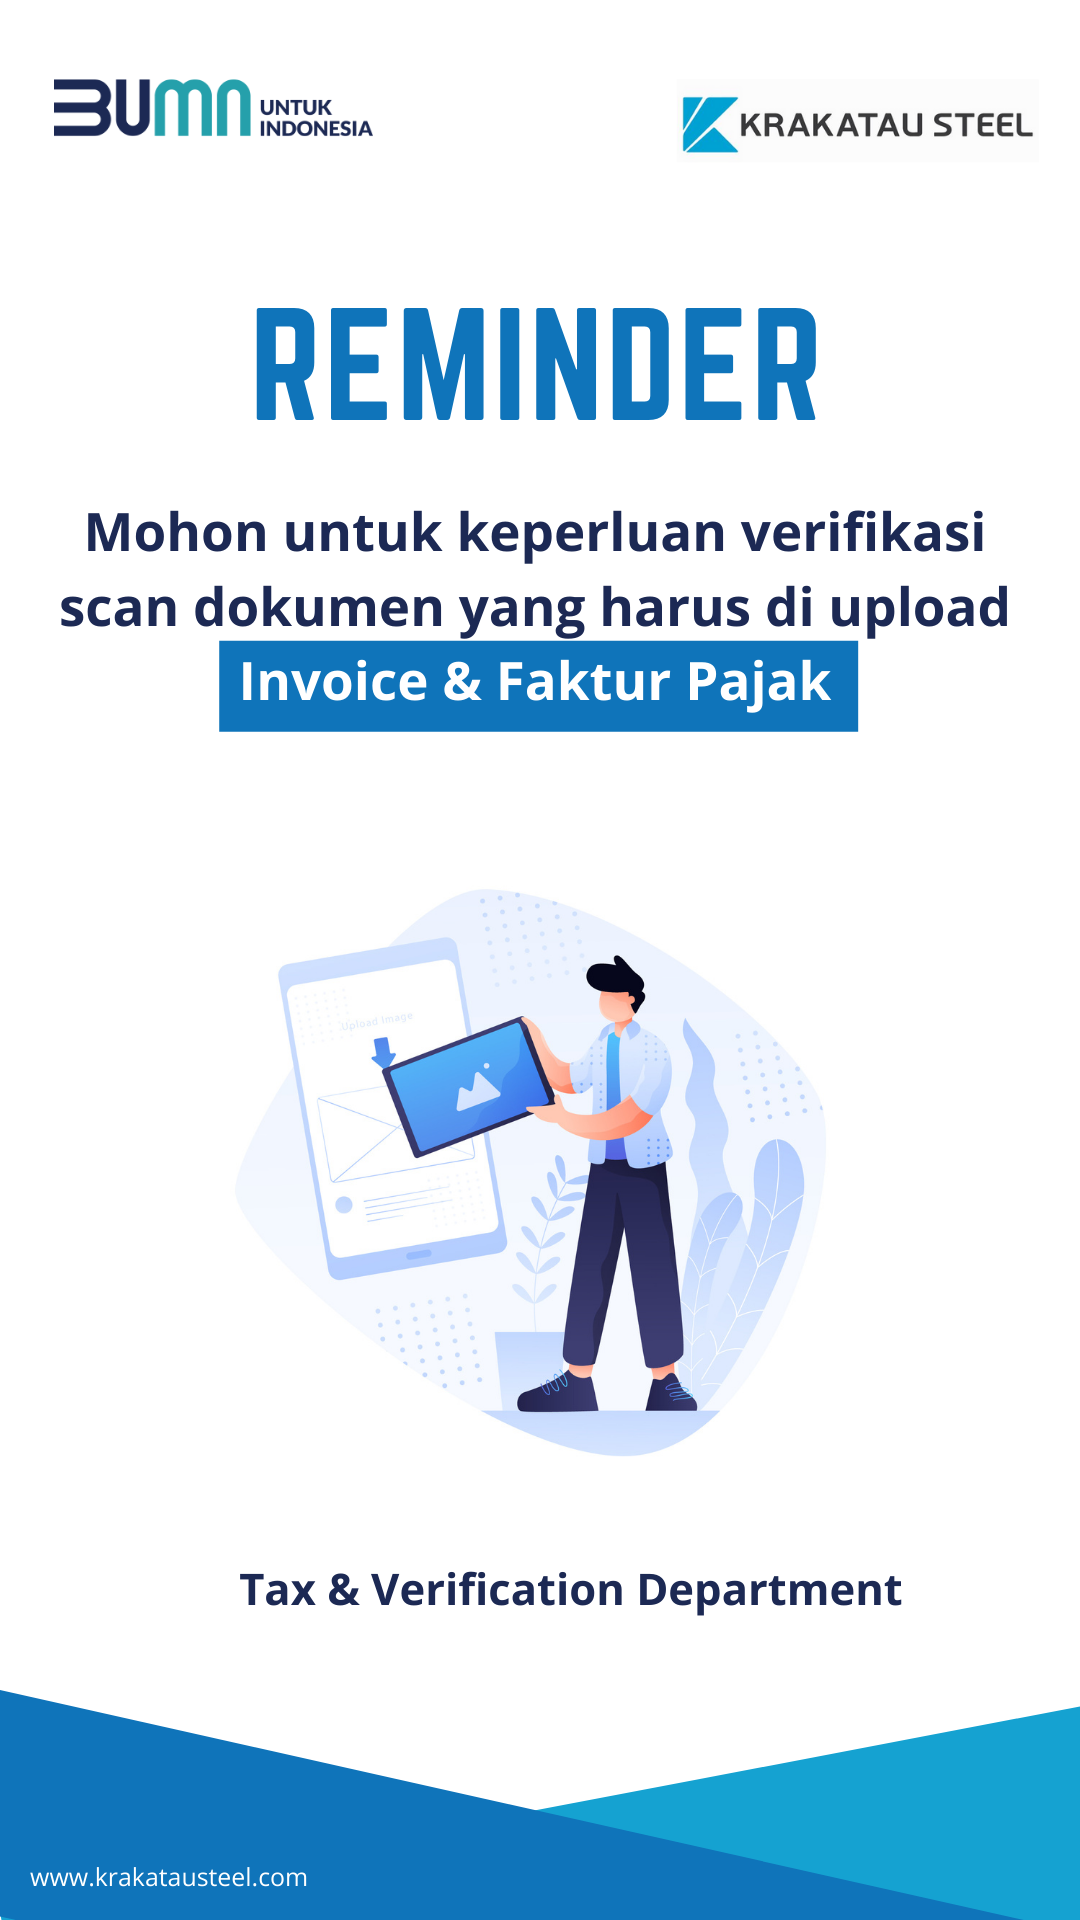 BUMN
UNTUK
INDONESIA
KRAKATAU STEEL
REMINDER
Mohon untuk keperluan verifikasi
scan dokumen yang harus di upload
Invoice & Faktur Pajak
Upload Image
Tax & Verification Department
www.krakatausteel.com